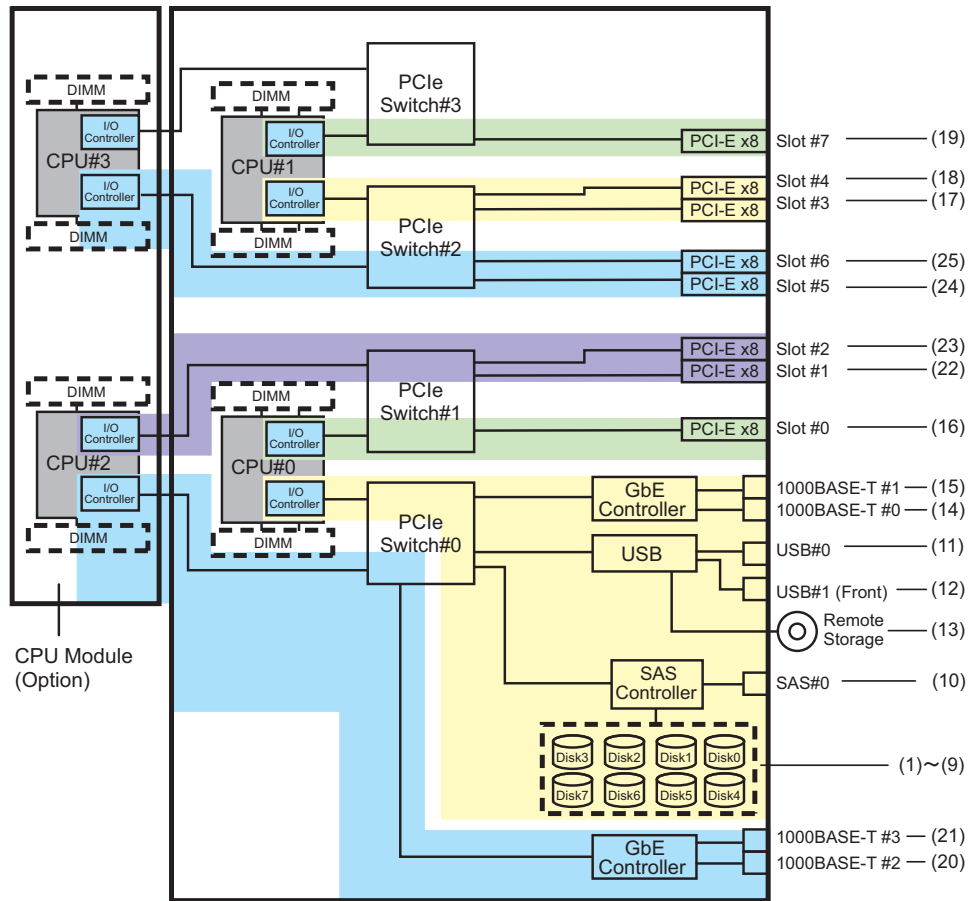 DIMM
I/O
Controller
CPU#3
I/O
Controller
DIMM
DIMM
I/O
Controller
CPU#2
I/O
Controller
DIMM
CPU Module
(Option)
DIMM
I/O
Controller
CPU#1
I/O
Controller
DIMM
DIMM
I/O
Controller
CPU#0
I/O
Controller
DIMM
PCIe
Switch#3
PCIe
Switch#2
PCIe
Switch#1
PCIe
Switch#0
PCI-E x8 Slot #7 (19)
PCI-E x8 Slot #4 (18)
PCI-E x8 Slot #3 (17)
PCI-E x8 Slot #6 (25)
PCI-E x8 Slot #5 (24)
PCI-E x8 Slot #2 (23)
PCI-E x8 Slot #1 (22)
PCI-E x8 Slot #0 (16)
GbE
Controller
1000BASE-T #1 (15)
1000BASE-T #0 (14)
USB
USB#0 (11)
USB#1 (Front) (12)
Remote
Storage (13)
SAS
Controller
SAS#0 (10)
Disk3 Disk2 Disk1 Disk0
Disk7 Disk6 Disk5 Disk4
(1)~(9)
GbE
Controller
1000BASE-T #3 (21)
1000BASE-T #2 (20)